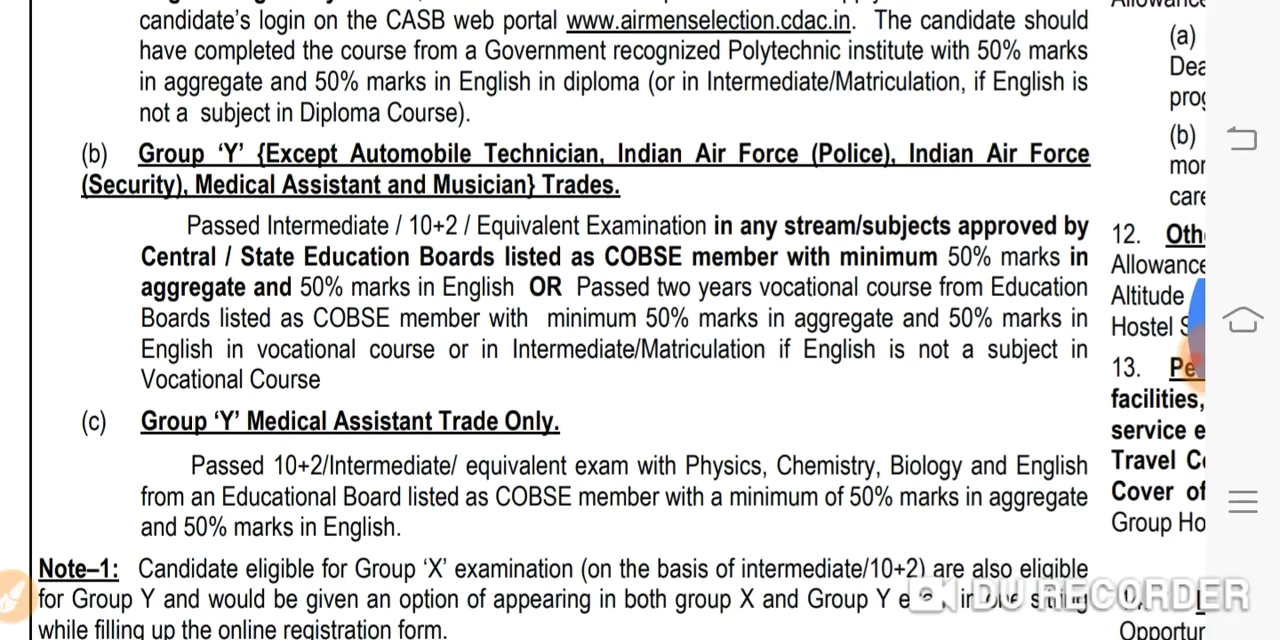 candidate's login on the CASB web portal www.airmenselection.cdac.in. The candidate should
have completed the course from a Government recognized Polytechnic institute with 50% marks
in aggregate and 50% marks in English in diploma (or in Intermediate/Matriculation, if English is
not a subject in Diploma Course).
(b) Group 'Y' {Except Automobile Technician, Indian Air Force (Police), Indian Air Force
(Security), Medical Assistant and Musician} Trades.
Passed Intermediate / 10+2 / Equivalent Examination in any stream/subjects approved by
Central / State Education Boards listed as COBSE member with minimum 50% marks in
aggregate and 50% marks in English OR Passed two years vocational course from Education
Boards listed as COBSE member with minimum 50% marks in aggregate and 50% marks in
English in vocational course or in Intermediate/Matriculation if English is not a subject in
Vocational Course
(c) Group 'Y' Medical Assistant Trade Only.
Passed 10+2/Intermediate/ equivalent exam with Physics, Chemistry, Biology and English
from an Educational Board listed as COBSE member with a minimum of 50% marks in aggregate
and 50% marks in English.
Note–1: Candidate eligible for Group 'X' examination (on the basis of intermediate/10+2) are also eligible
for Group Y and would be given an option of appearing in both group X and Group Y in one sitting
while filling up the online registration form.
(a)
Dea
prog
(b)
mor
care
12. Oth
Allowance
Altitude
Hostel S
13. Pe
facilities,
service e
Travel C
Cover of
Group Ho
Opportur
DU RECORDER